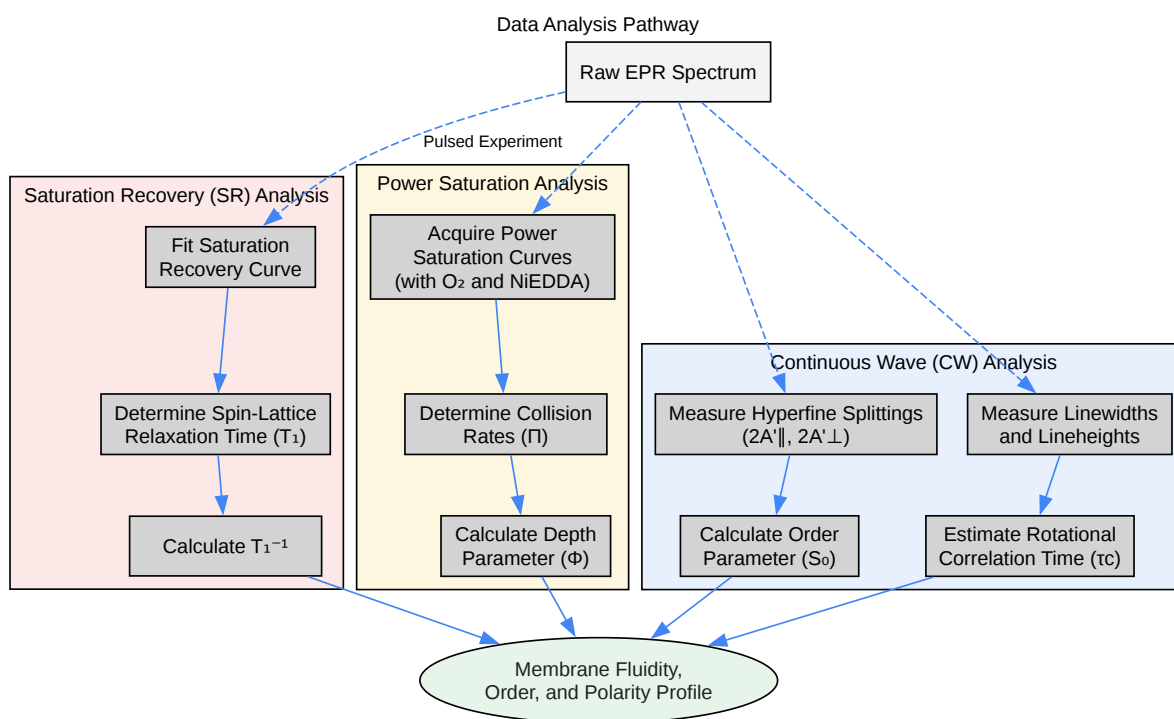 Data Analysis Pathway
Raw EPR Spectrum
Pulsed Experiment
Saturation Recovery (SR) Analysis
Fit Saturation
Recovery Curve
Determine Spin-Lattice
Relaxation Time (T₁)
Calculate T₁⁻¹
Power Saturation Analysis
Acquire Power
Saturation Curves
(with O₂ and NiEDDA)
Determine Collision
Rates (Π)
Calculate Depth
Parameter (Φ)
Continuous Wave (CW) Analysis
Measure Hyperfine Splittings
(2A'∥, 2A'⊥)
Calculate Order
Parameter (S₀)
Measure Linewidths
and Lineheights
Estimate Rotational
Correlation Time (τc)
Membrane Fluidity,
Order, and Polarity Profile